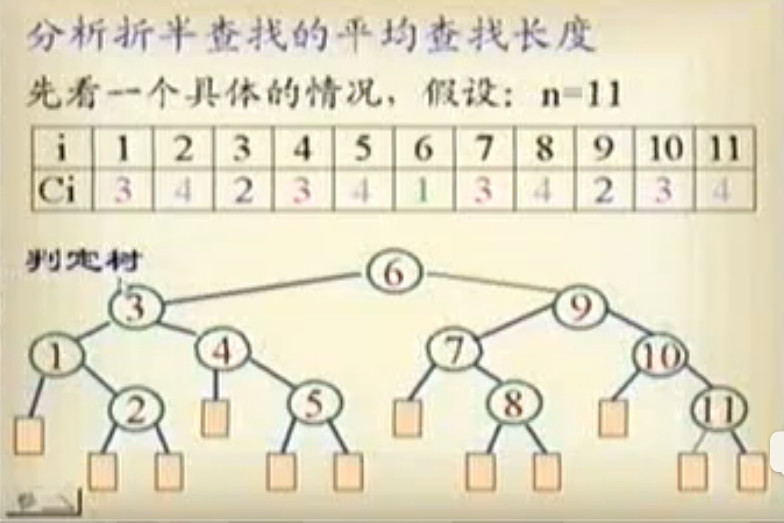 分析折半查找的平均查找长度
先看一个具体的情况，假设：n=11
i 1 2 3 4 5 6 7 8 9 10 11
Ci 3 4 2 3 4 1 3 4 2 3 4
判定树
6
3 9
1 4 7 10
2 5 8 11